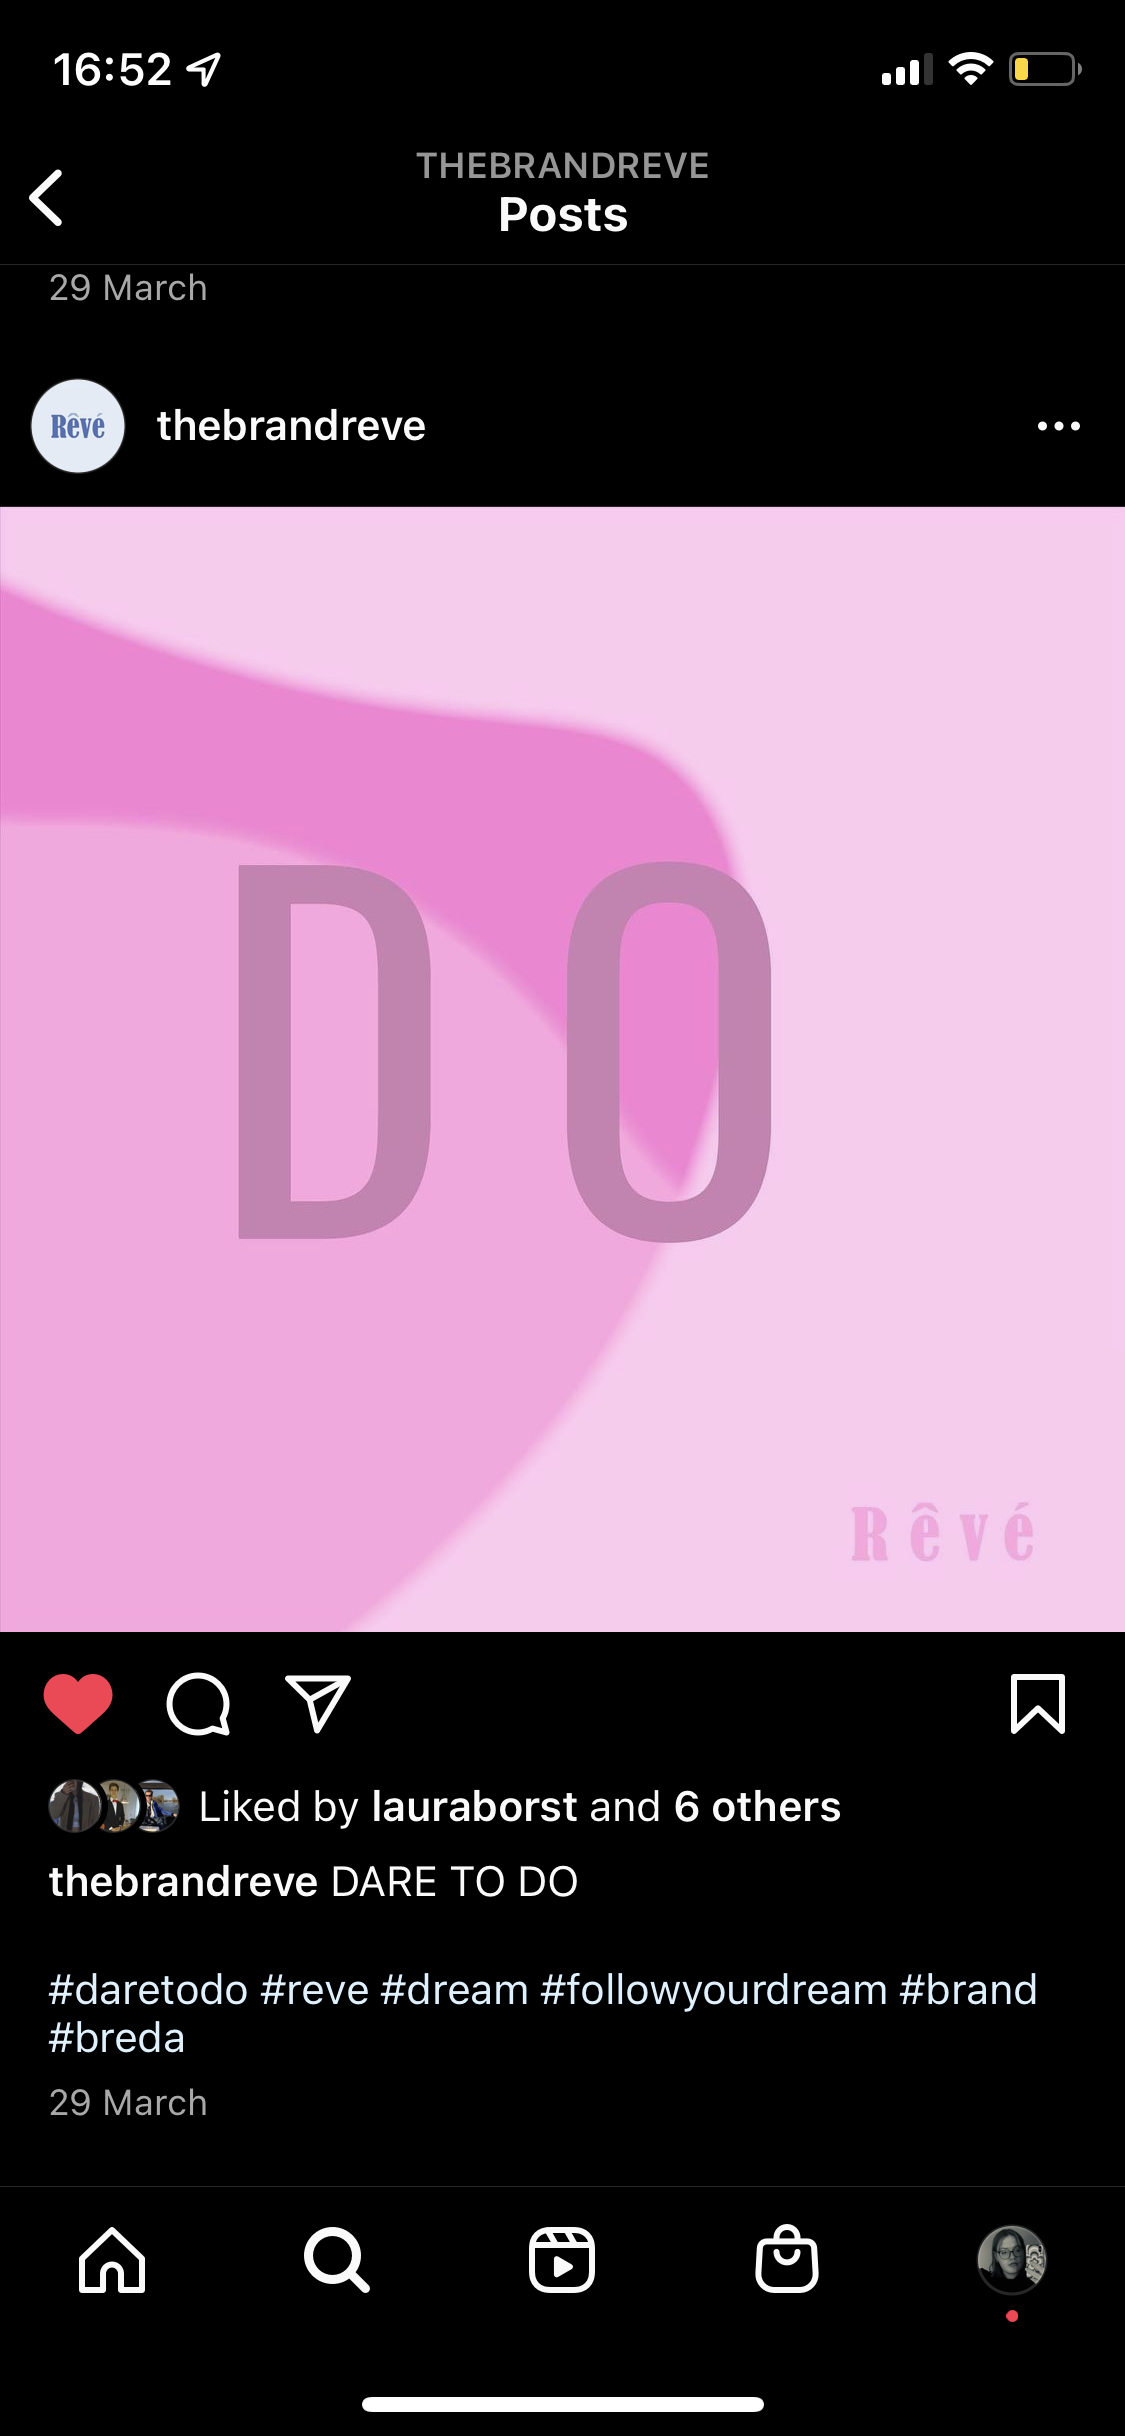 16:52
THEBRANDREVE
Posts
29 March
Rêvé
thebrandreve
DO
Rêvé
Liked by lauraborst and 6 others
thebrandreve DARE TO DO
#daretodo #reve #dream #followyourdream #brand
#breda
29 March